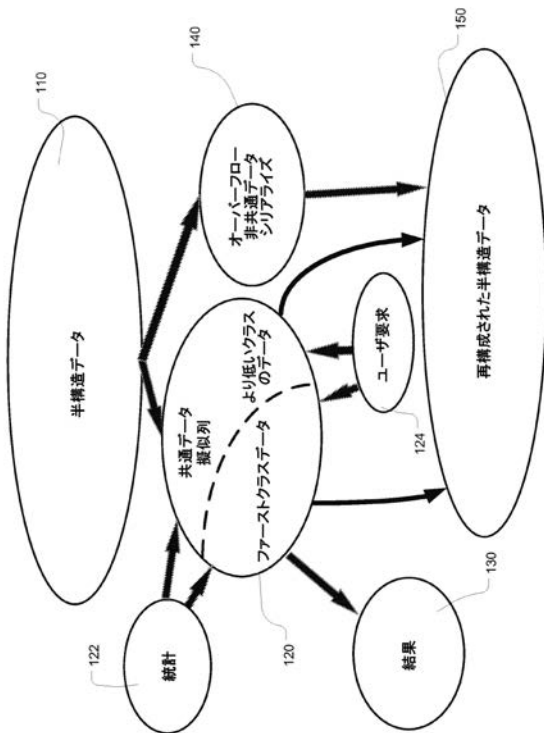 110
半構造データ
140
オーバーフロー
非共通データ
シリアライズ
共通データ
擬似列
より低いクラス
のデータ
ファーストクラスデータ
122
統計
120
ユーザ要求
124
130
結果
150
再構成された半構造データ